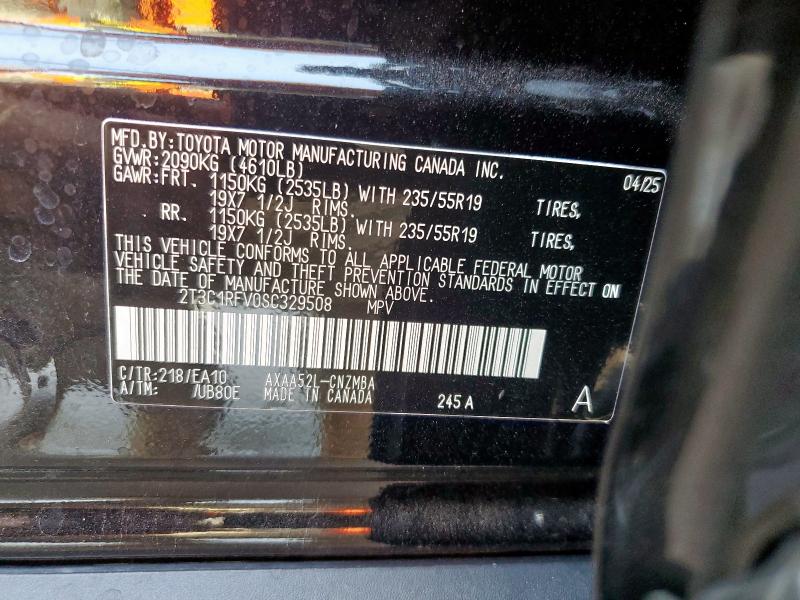 MFD.BY:TOYOTA MOTOR MANUFACTURING CANADA INC.
GVWR:2090KG (4610LB) 04/25
GAWR:FRT. 1150KG (2535LB) WITH 235/55R19 TIRES,
19X7 1/2J RIMS.
RR. 1150KG (2535LB) WITH 235/55R19 TIRES,
19X7 1/2J RIMS.
THIS VEHICLE CONFORMS TO ALL APPLICABLE FEDERAL MOTOR
VEHICLE SAFETY AND THEFT PREVENTION STANDARDS IN EFFECT ON
THE DATE OF MANUFACTURE SHOWN ABOVE.
2T3C1RFV0SC329508 MPV
C/TR:218/EA10 AXAA52L-CNZMBA
A/TM: /UB80E MADE IN CANADA 245A A